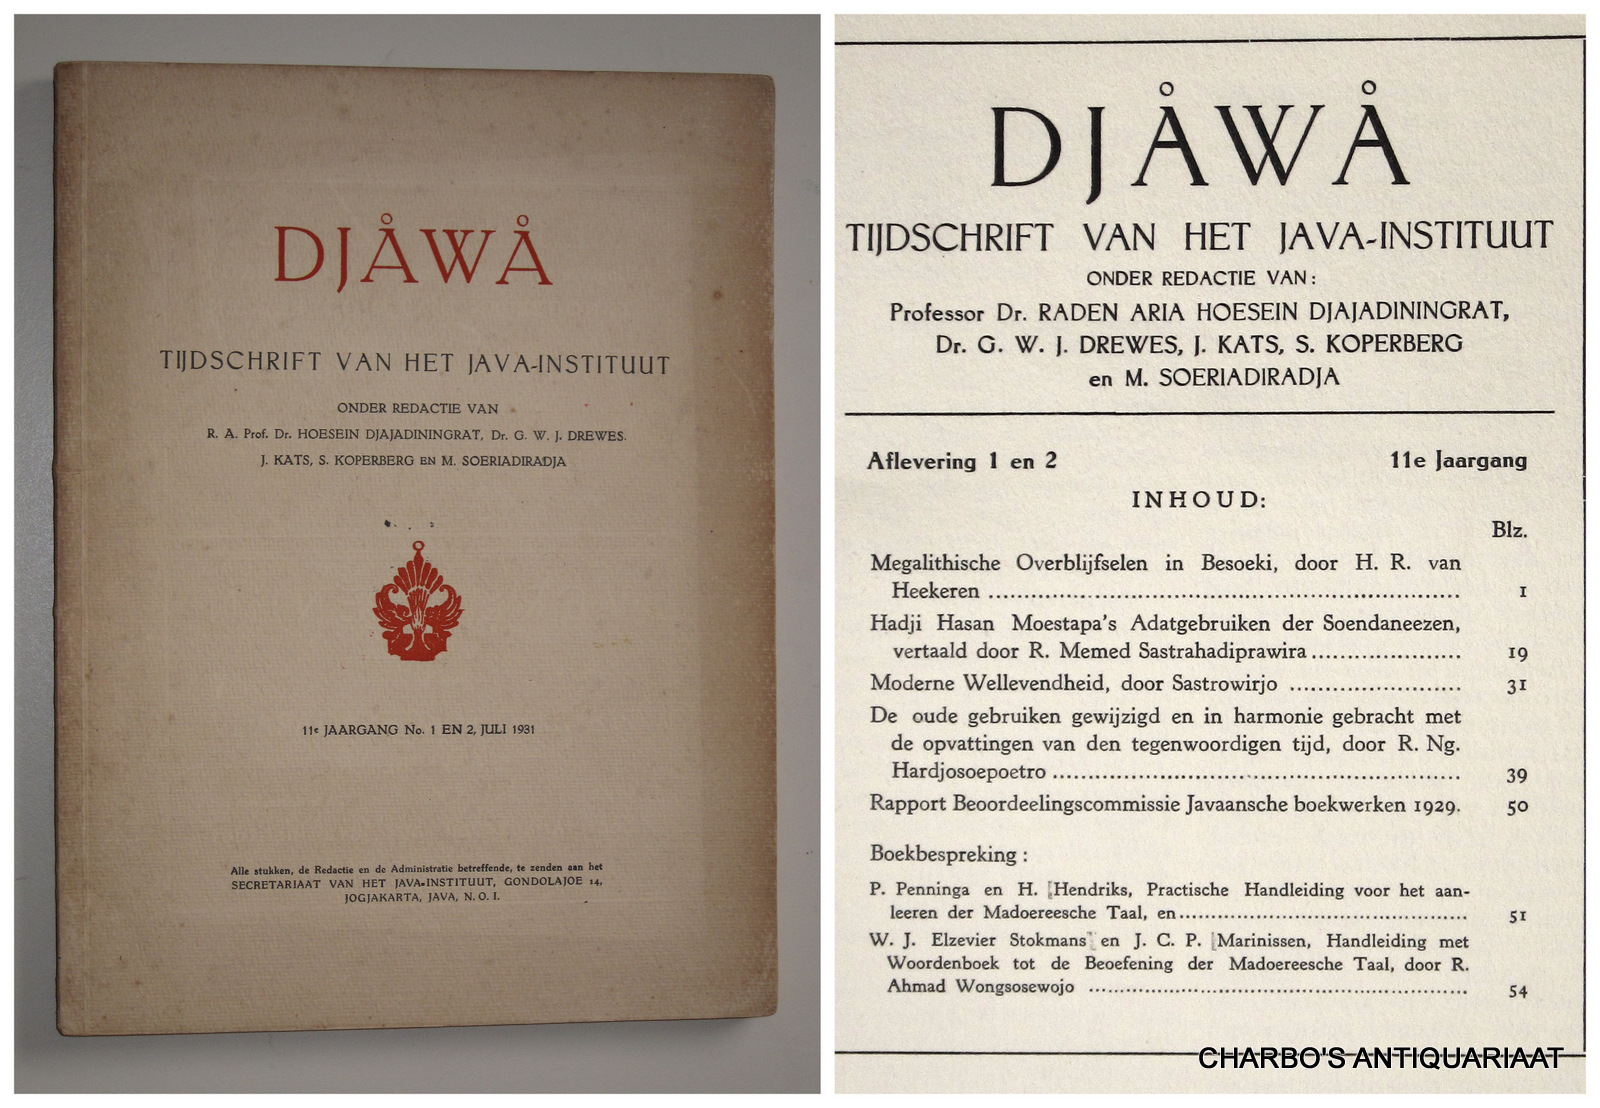 DJÅWÅ
TIJDSCHRIFT VAN HET JAVA-INSTITUUT
ONDER REDACTIE VAN
R. A. Prof. Dr. HOESEIN DJAJADININGRAT, Dr. G. W. J. DREWES.
J. KATS, S. KOPERBERG EN M. SOERIADIRADJA
11e JAARGANG No. 1 EN 2, JULI 1931
Alle stukken, de Redactie en de Administratie betreffende, te zenden aan het
SECRETARIAAT VAN HET JAVA-INSTITUUT, GONDOLAJOE 14,
JOGJAKARTA, JAVA, N. O. I.
DJÅWÅ
TIJDSCHRIFT VAN HET JAVA-INSTITUUT
ONDER REDACTIE VAN:
Professor Dr. RADEN ARIA HOESEIN DJAJADININGRAT,
Dr. G. W. J. DREWES, J. KATS, S. KOPERBERG
en M. SOERIADIRADJA
Aflevering 1 en 2 11e Jaargang
INHOUD:
Blz.
Megalithische Overblijfselen in Besoeki, door H. R. van
Heekeren ........ 1
Hadji Hasan Moestapa's Adatgebruiken der Soendaneezen,
vertaald door R. Memed Sastrahadiprawira ........ 19
Moderne Wellevendheid, door Sastrowirjo ........ 31
De oude gebruiken gewijzigd en in harmonie gebracht met
de opvattingen van den tegenwoordigen tijd, door R. Ng.
Hardjosoepoetro ........ 39
Rapport Beoordeelingscommissie Javaansche boekwerken 1929. 50
Boekbespreking :
P. Penninga en H. Hendriks, Practische Handleiding voor het aan-
leeren der Madoereesche Taal, en ........ 51
W. J. Elzevier Stokmans en J. C. P. Marinissen, Handleiding met
Woordenboek tot de Beoefening der Madoereesche Taal, door R.
Ahmad Wongsosewojo ........ 54
CHARBO'S ANTIQUARIAAT